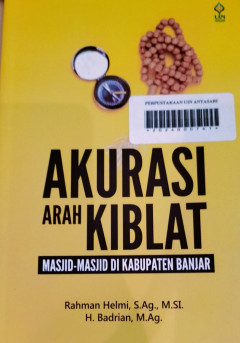 PERPUSTAKAAN UIN ANTASARI
AKURASI
ARAH KIBLAT
MASJID-MASJID DI KABUPATEN BANJAR
Rahman Helmi, S.Ag., M.SI.
H. Badrian, M.Ag.